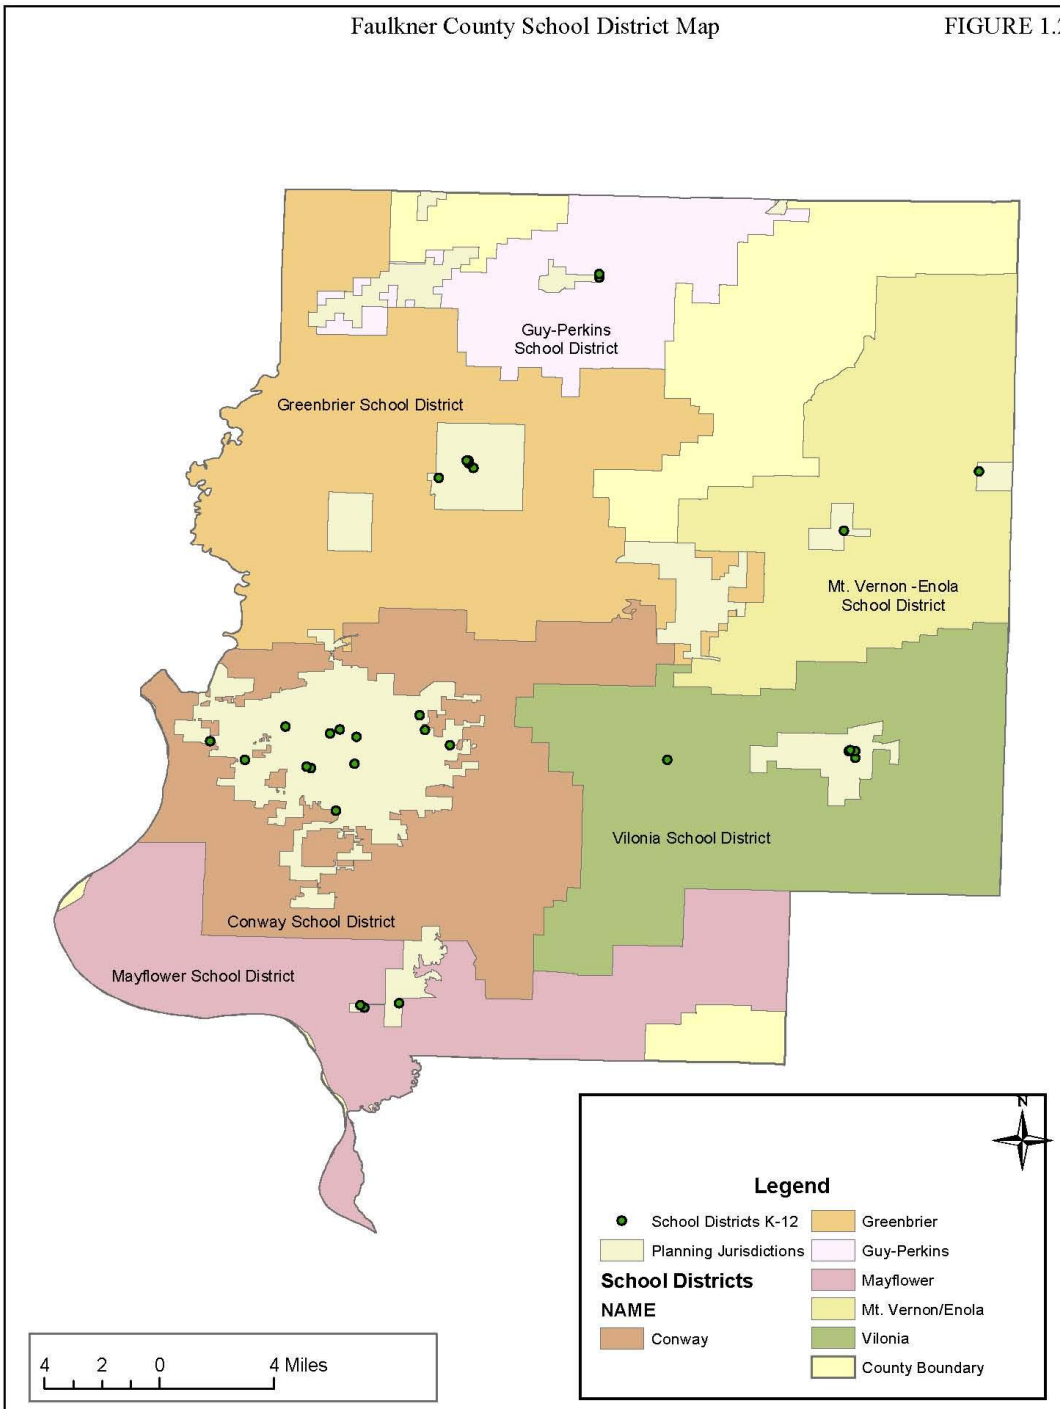 Faulkner County School District Map
FIGURE 1.2
Guy-Perkins
School District
Greenbrier School District
Mt. Vernon -Enola
School District
Vilonia School District
Conway School District
Mayflower School District
N
Legend
School Districts K-12
Planning Jurisdictions
School Districts
NAME
Conway
Greenbrier
Guy-Perkins
Mayflower
Mt. Vernon/Enola
Vilonia
County Boundary
4 2 0 4 Miles